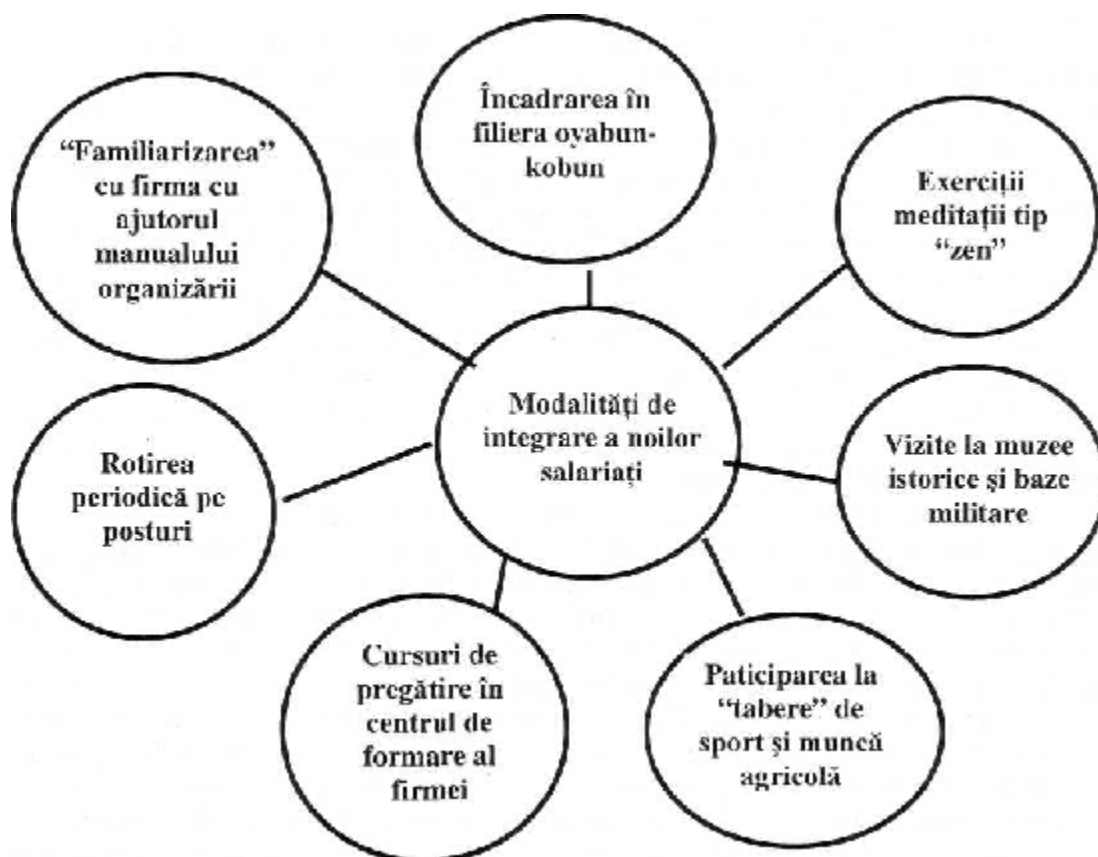 Încadrarea în
filiera oyabun-
kobun
“Familiarizarea”
cu firma cu
ajutorul
manualului
organizării
Exerciții
meditații tip
“zen”
Modalități de
integrare a noilor
salariați
Vizite la muzee
istorice și baze
militare
Rotirea
periodică pe
posturi
Cursuri de
pregătire în
centrul de
formare al
firmei
Paticiparea la
“tabere” de
sport și muncă
agricolă